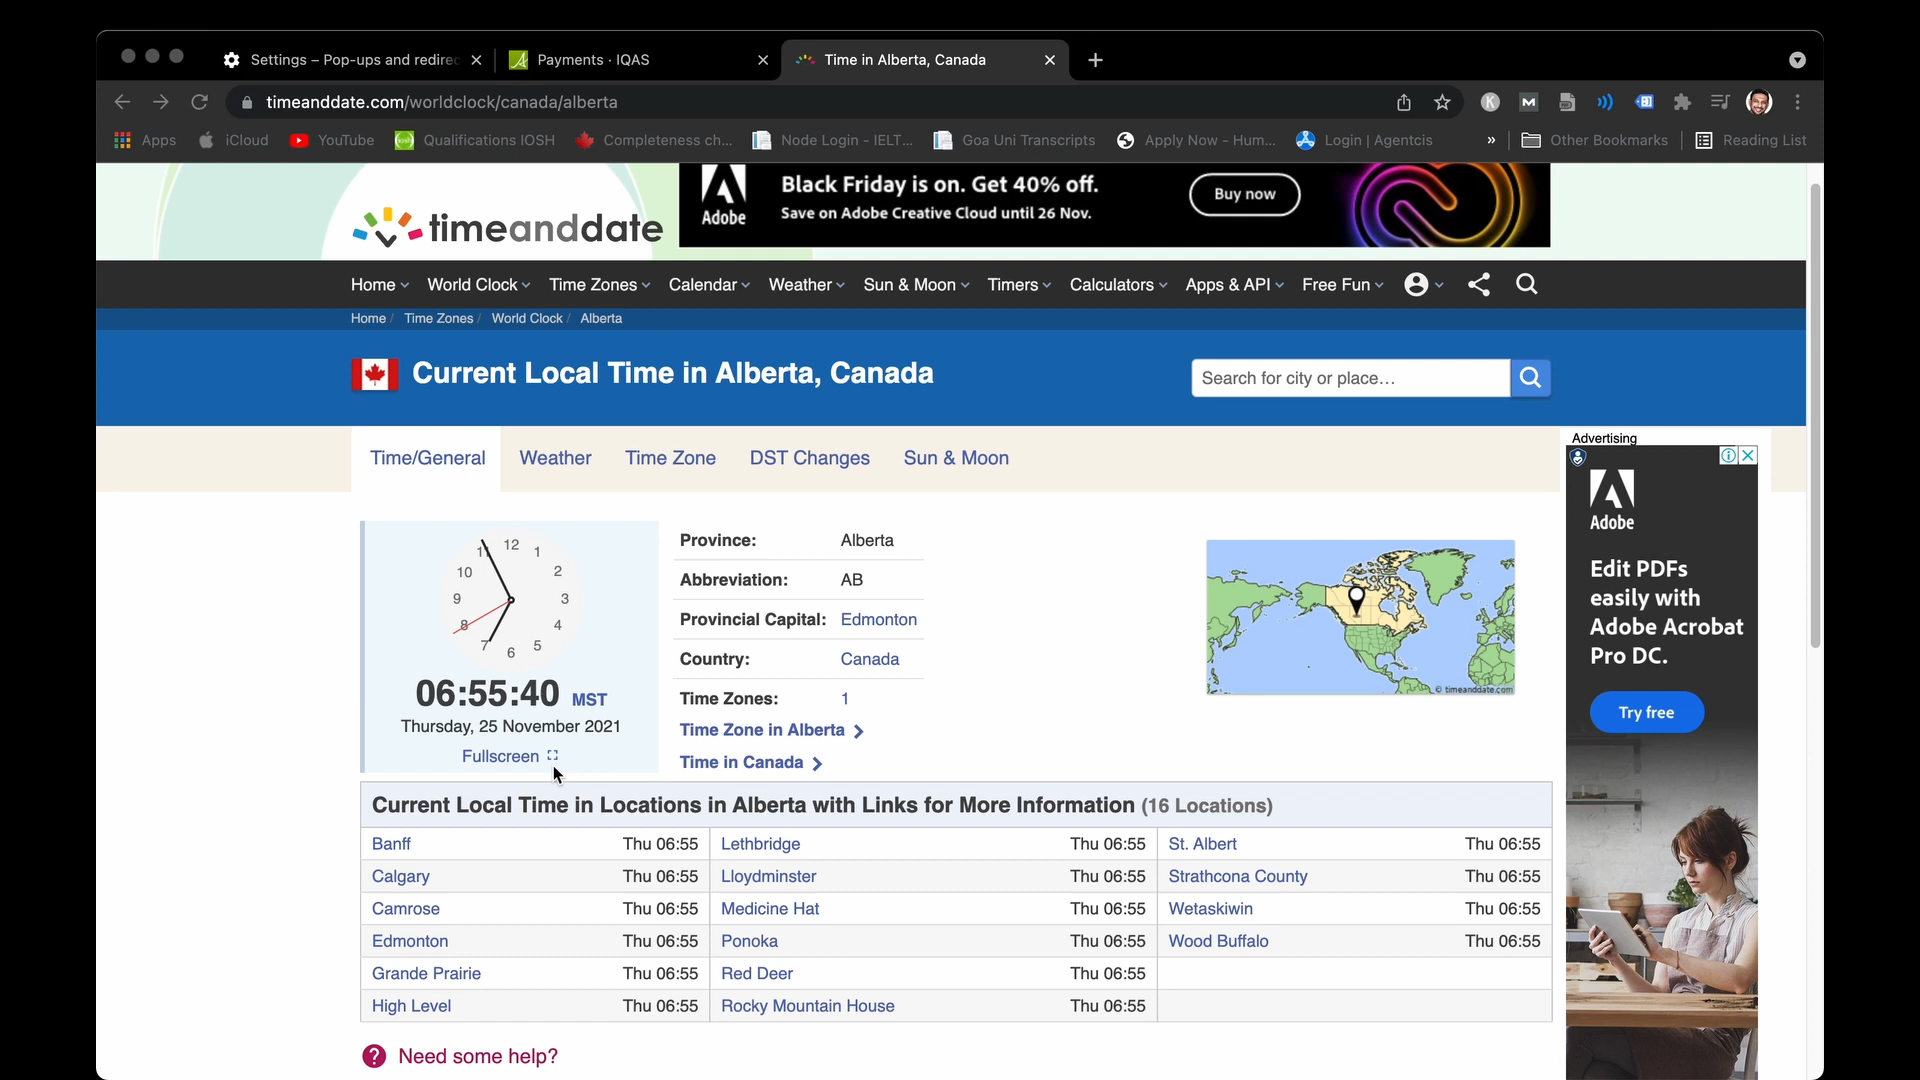 Settings – Pop-ups and redirec
Payments · IQAS
Time in Alberta, Canada
timeanddate.com/worldclock/canada/alberta
Apps
iCloud
YouTube
Qualifications IOSH
Completeness ch...
Node Login - IELT...
Goa Uni Transcripts
Apply Now - Hum...
Login | Agentcis
»
Other Bookmarks
Reading List
timeanddate
Adobe
Black Friday is on. Get 40% off.
Save on Adobe Creative Cloud until 26 Nov.
Buy now
Home World Clock Time Zones Calendar Weather Sun & Moon Timers Calculators Apps & API Free Fun
Home / Time Zones / World Clock / Alberta
Current Local Time in Alberta, Canada
Search for city or place...
Time/General Weather Time Zone DST Changes Sun & Moon
12 1 2 3 4 5 6 7 8 9 10 11
06:55:40 MST
Thursday, 25 November 2021
Fullscreen
Province: Alberta
Abbreviation: AB
Provincial Capital: Edmonton
Country: Canada
Time Zones: 1
Time Zone in Alberta
Time in Canada
© timeanddate.com
Current Local Time in Locations in Alberta with Links for More Information (16 Locations)
Banff Thu 06:55 Lethbridge Thu 06:55 St. Albert Thu 06:55
Calgary Thu 06:55 Lloydminster Thu 06:55 Strathcona County Thu 06:55
Camrose Thu 06:55 Medicine Hat Thu 06:55 Wetaskiwin Thu 06:55
Edmonton Thu 06:55 Ponoka Thu 06:55 Wood Buffalo Thu 06:55
Grande Prairie Thu 06:55 Red Deer Thu 06:55
High Level Thu 06:55 Rocky Mountain House Thu 06:55
? Need some help?
Advertising
Adobe
Edit PDFs
easily with
Adobe Acrobat
Pro DC.
Try free